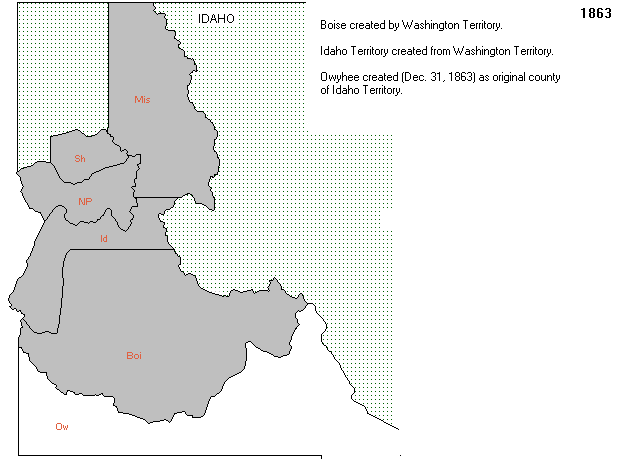 1863
IDAHO
Boise created by Washington Territory.
Idaho Territory created from Washington Territory.
Owyhee created (Dec. 31, 1863) as original county
of Idaho Territory.
Mis
Sh
NP
Id
Boi
Ow